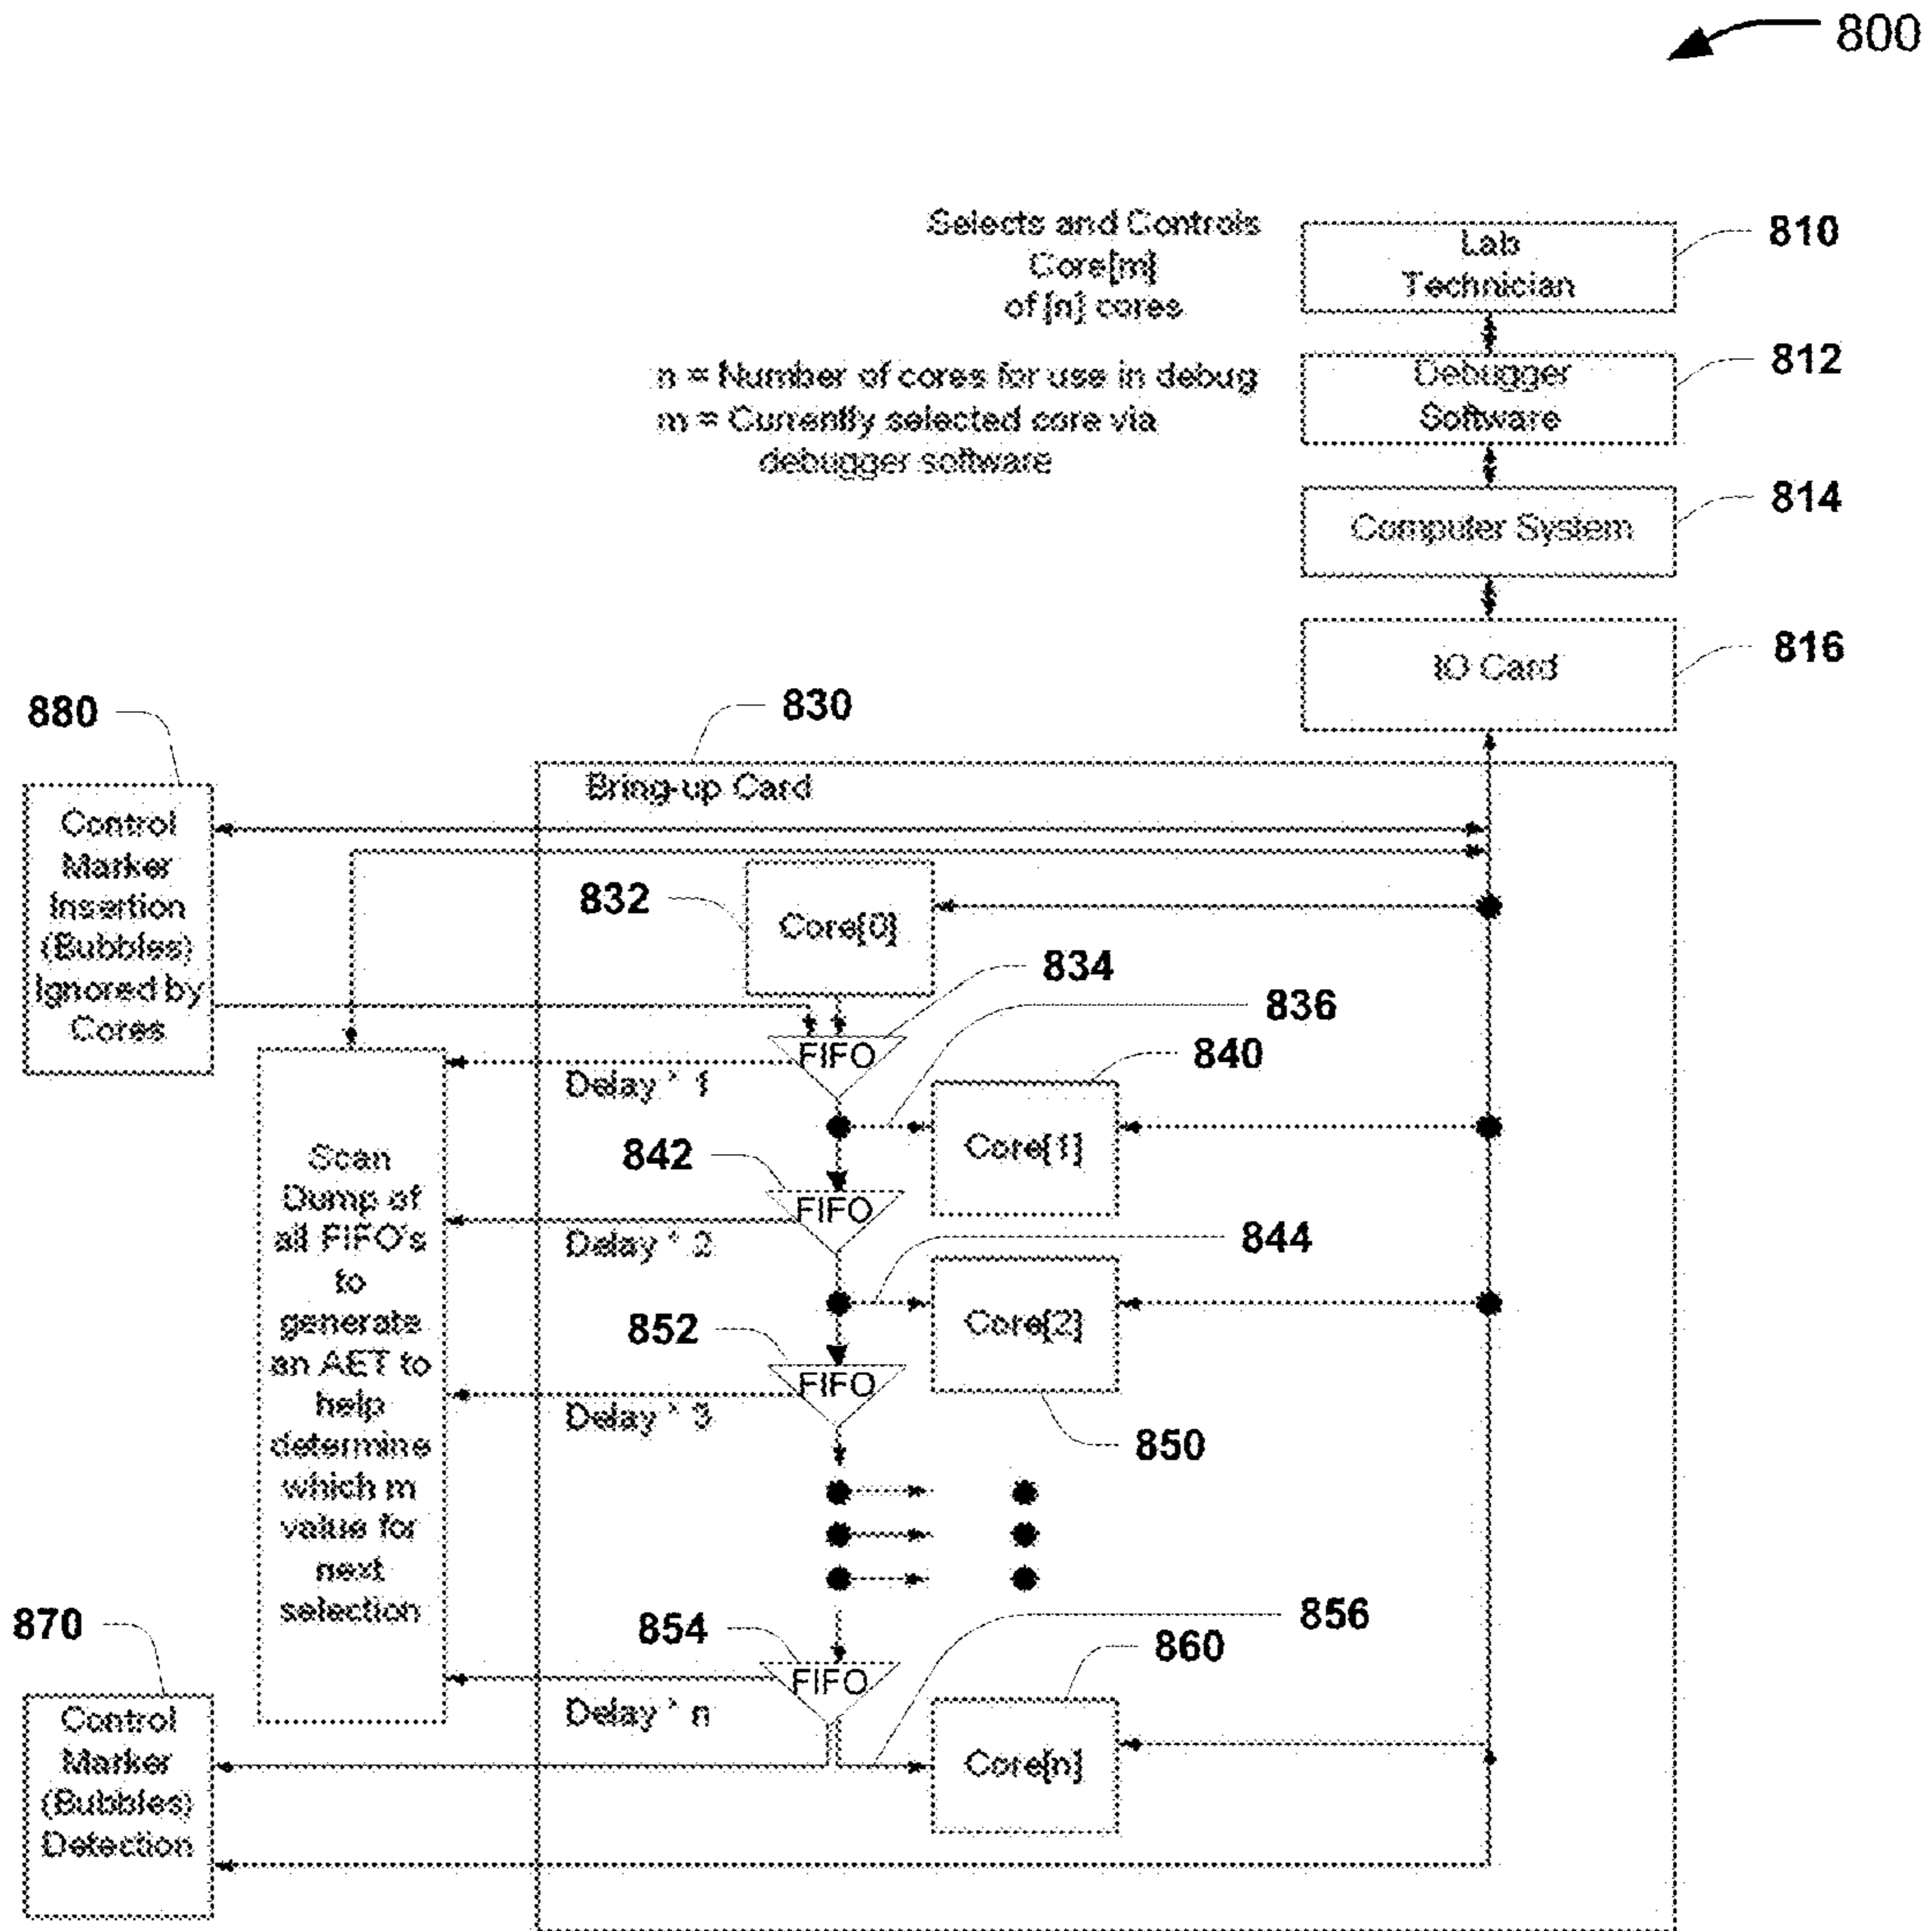 800
Selects and Controls
Core[m]
of [n] cores
n = Number of cores for use in debug
m = Currently selected core via
debugger software
Lab
Technician
810
Debugger
Software
812
Computer System
814
IO Card
816
830
Bring-up Card
880
Control
Marker
Insertion
(Bubbles)
Ignored by
Cores
832
Core[0]
834
836
FIFO
Delay * 1
840
Core[1]
842
FIFO
Delay * 2
844
Core[2]
850
852
FIFO
Delay * 3
Scan
Dump of
all FIFO's
to
generate
an AET to
help
determine
which m
value for
next
selection
854
FIFO
Delay * n
856
860
Core[n]
870
Control
Marker
(Bubbles)
Detection